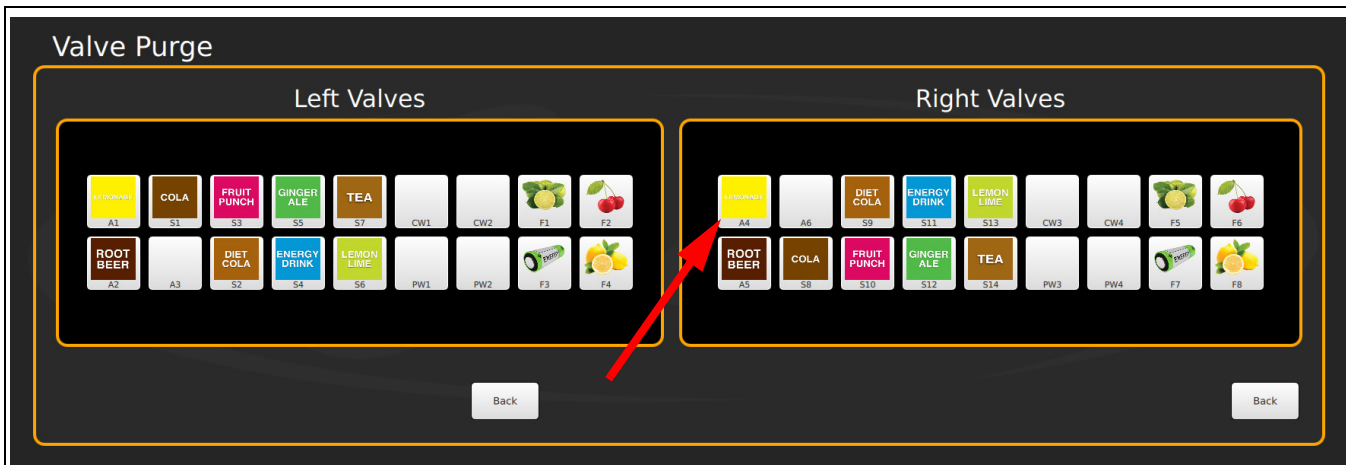 Valve Purge
Left Valves
Right Valves
LEMONADE
A1
COLA
S1
FRUIT
PUNCH
S3
GINGER
ALE
S5
TEA
S7
CW1
CW2
F1
F2
ROOT
BEER
A2
A3
DIET
COLA
S2
ENERGY
DRINK
S4
LEMON
LIME
S6
PW1
PW2
F3
F4
LEMONADE
A4
A6
DIET
COLA
S9
ENERGY
DRINK
S11
LEMON
LIME
S13
CW3
CW4
F5
F6
ROOT
BEER
A5
COLA
S8
FRUIT
PUNCH
S10
GINGER
ALE
S12
TEA
S14
PW3
PW4
F7
F8
Back
Back